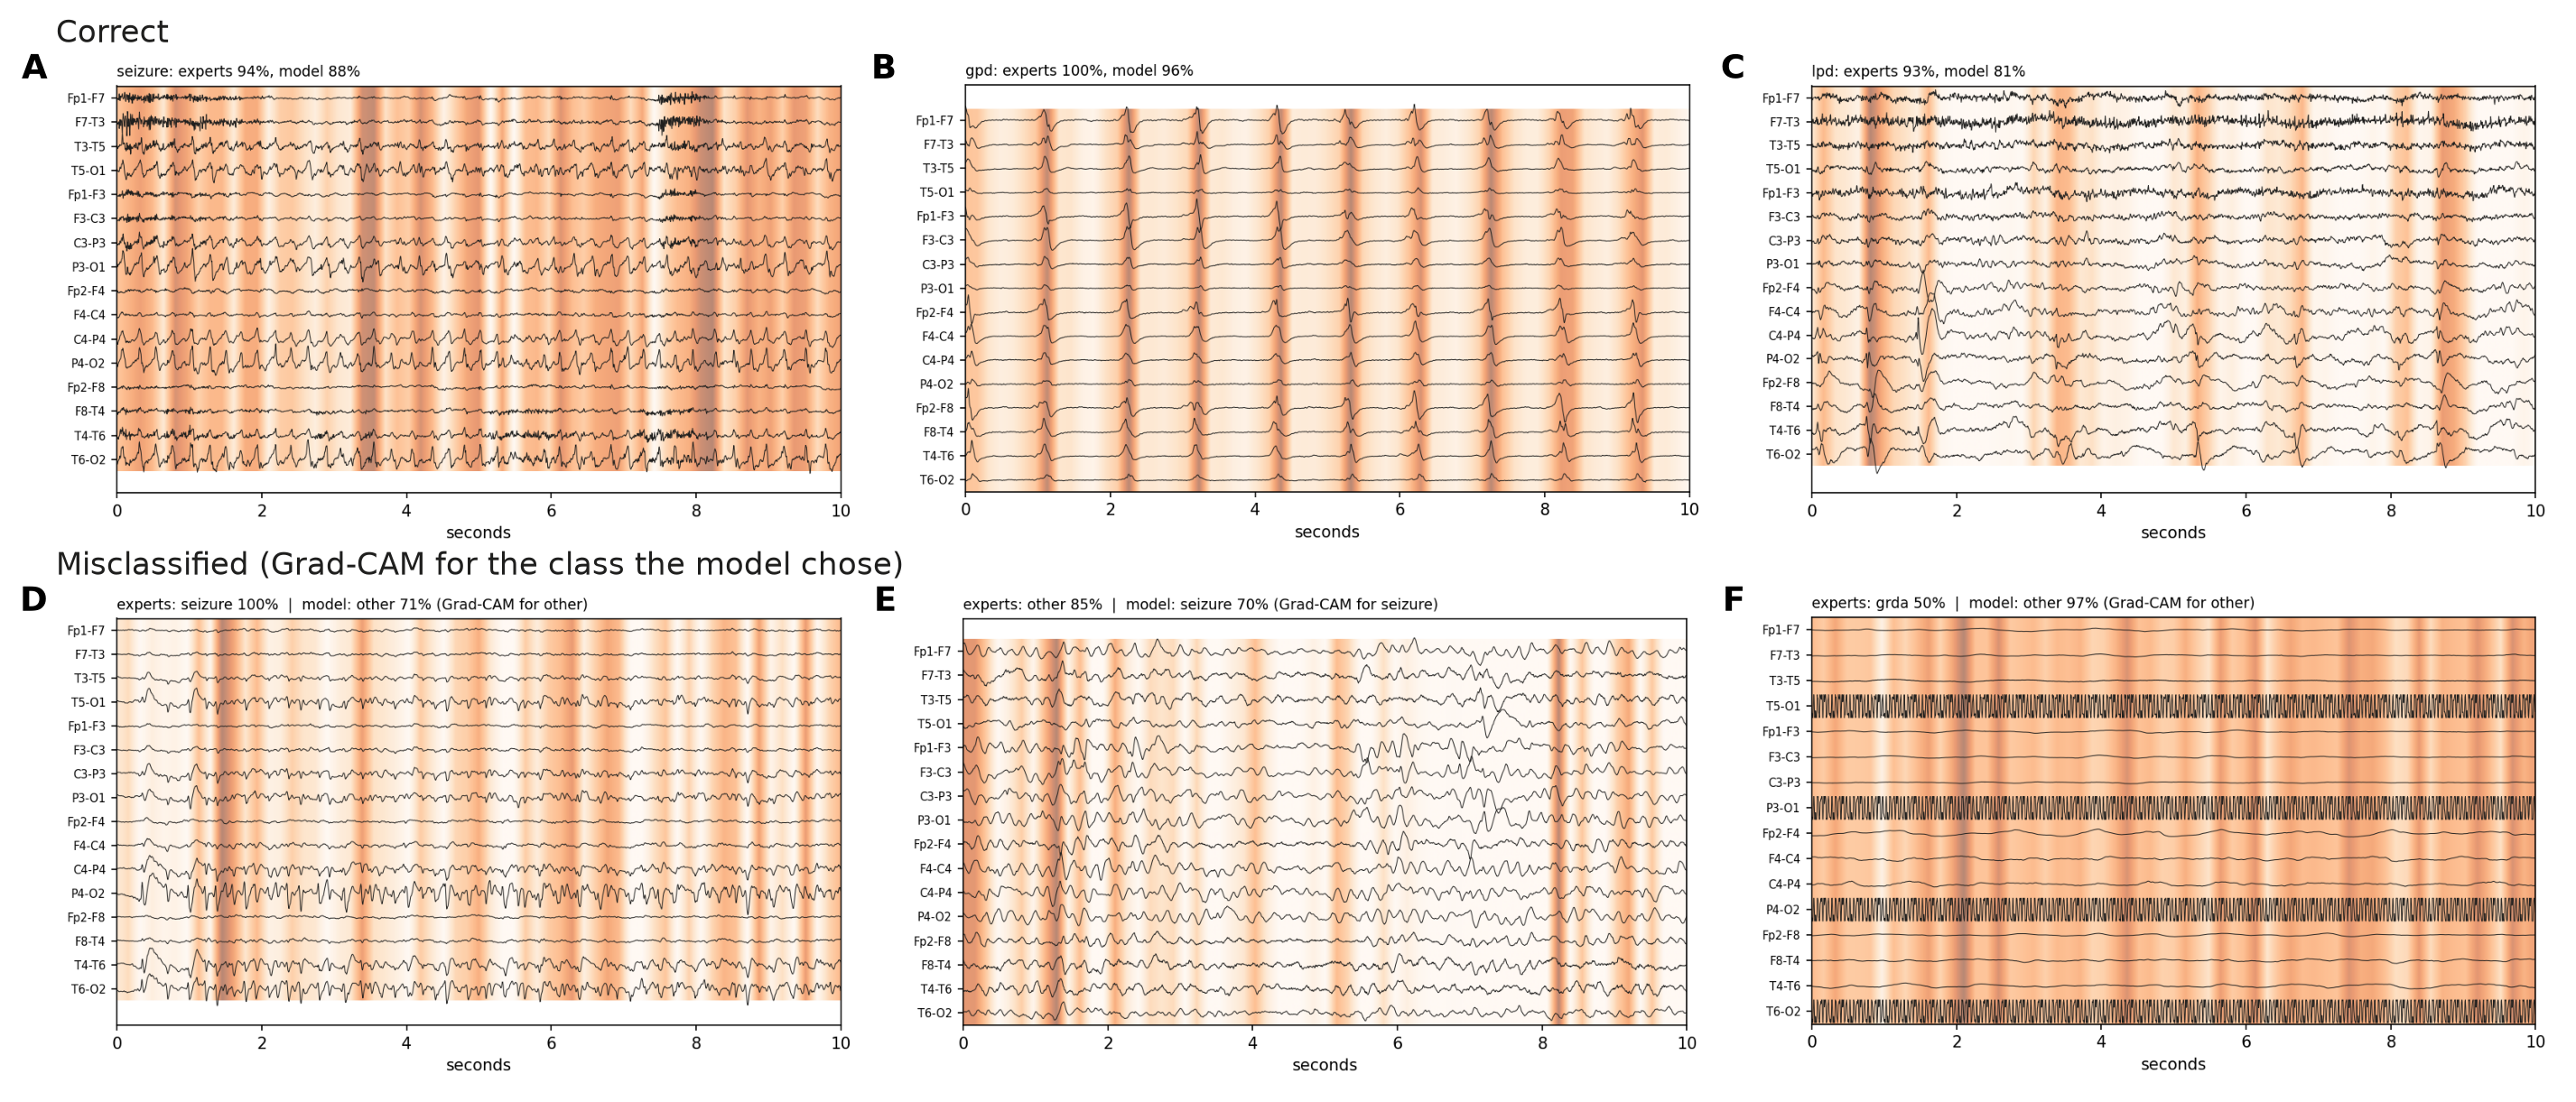 Correct
A
seizure: experts 94%, model 88%
Fp1-F7
F7-T3
T3-T5
T5-O1
Fp1-F3
F3-C3
C3-P3
P3-O1
Fp2-F4
F4-C4
C4-P4
P4-O2
Fp2-F8
F8-T4
T4-T6
T6-O2
0 2 4 6 8 10
seconds
B
gpd: experts 100%, model 96%
Fp1-F7
F7-T3
T3-T5
T5-O1
Fp1-F3
F3-C3
C3-P3
P3-O1
Fp2-F4
F4-C4
C4-P4
P4-O2
Fp2-F8
F8-T4
T4-T6
T6-O2
0 2 4 6 8 10
seconds
C
lpd: experts 93%, model 81%
Fp1-F7
F7-T3
T3-T5
T5-O1
Fp1-F3
F3-C3
C3-P3
P3-O1
Fp2-F4
F4-C4
C4-P4
P4-O2
Fp2-F8
F8-T4
T4-T6
T6-O2
0 2 4 6 8 10
seconds
Misclassified (Grad-CAM for the class the model chose)
D
experts: seizure 100% | model: other 71% (Grad-CAM for other)
Fp1-F7
F7-T3
T3-T5
T5-O1
Fp1-F3
F3-C3
C3-P3
P3-O1
Fp2-F4
F4-C4
C4-P4
P4-O2
Fp2-F8
F8-T4
T4-T6
T6-O2
0 2 4 6 8 10
seconds
E
experts: other 85% | model: seizure 70% (Grad-CAM for seizure)
Fp1-F7
F7-T3
T3-T5
T5-O1
Fp1-F3
F3-C3
C3-P3
P3-O1
Fp2-F4
F4-C4
C4-P4
P4-O2
Fp2-F8
F8-T4
T4-T6
T6-O2
0 2 4 6 8 10
seconds
F
experts: grda 50% | model: other 97% (Grad-CAM for other)
Fp1-F7
F7-T3
T3-T5
T5-O1
Fp1-F3
F3-C3
C3-P3
P3-O1
Fp2-F4
F4-C4
C4-P4
P4-O2
Fp2-F8
F8-T4
T4-T6
T6-O2
0 2 4 6 8 10
seconds